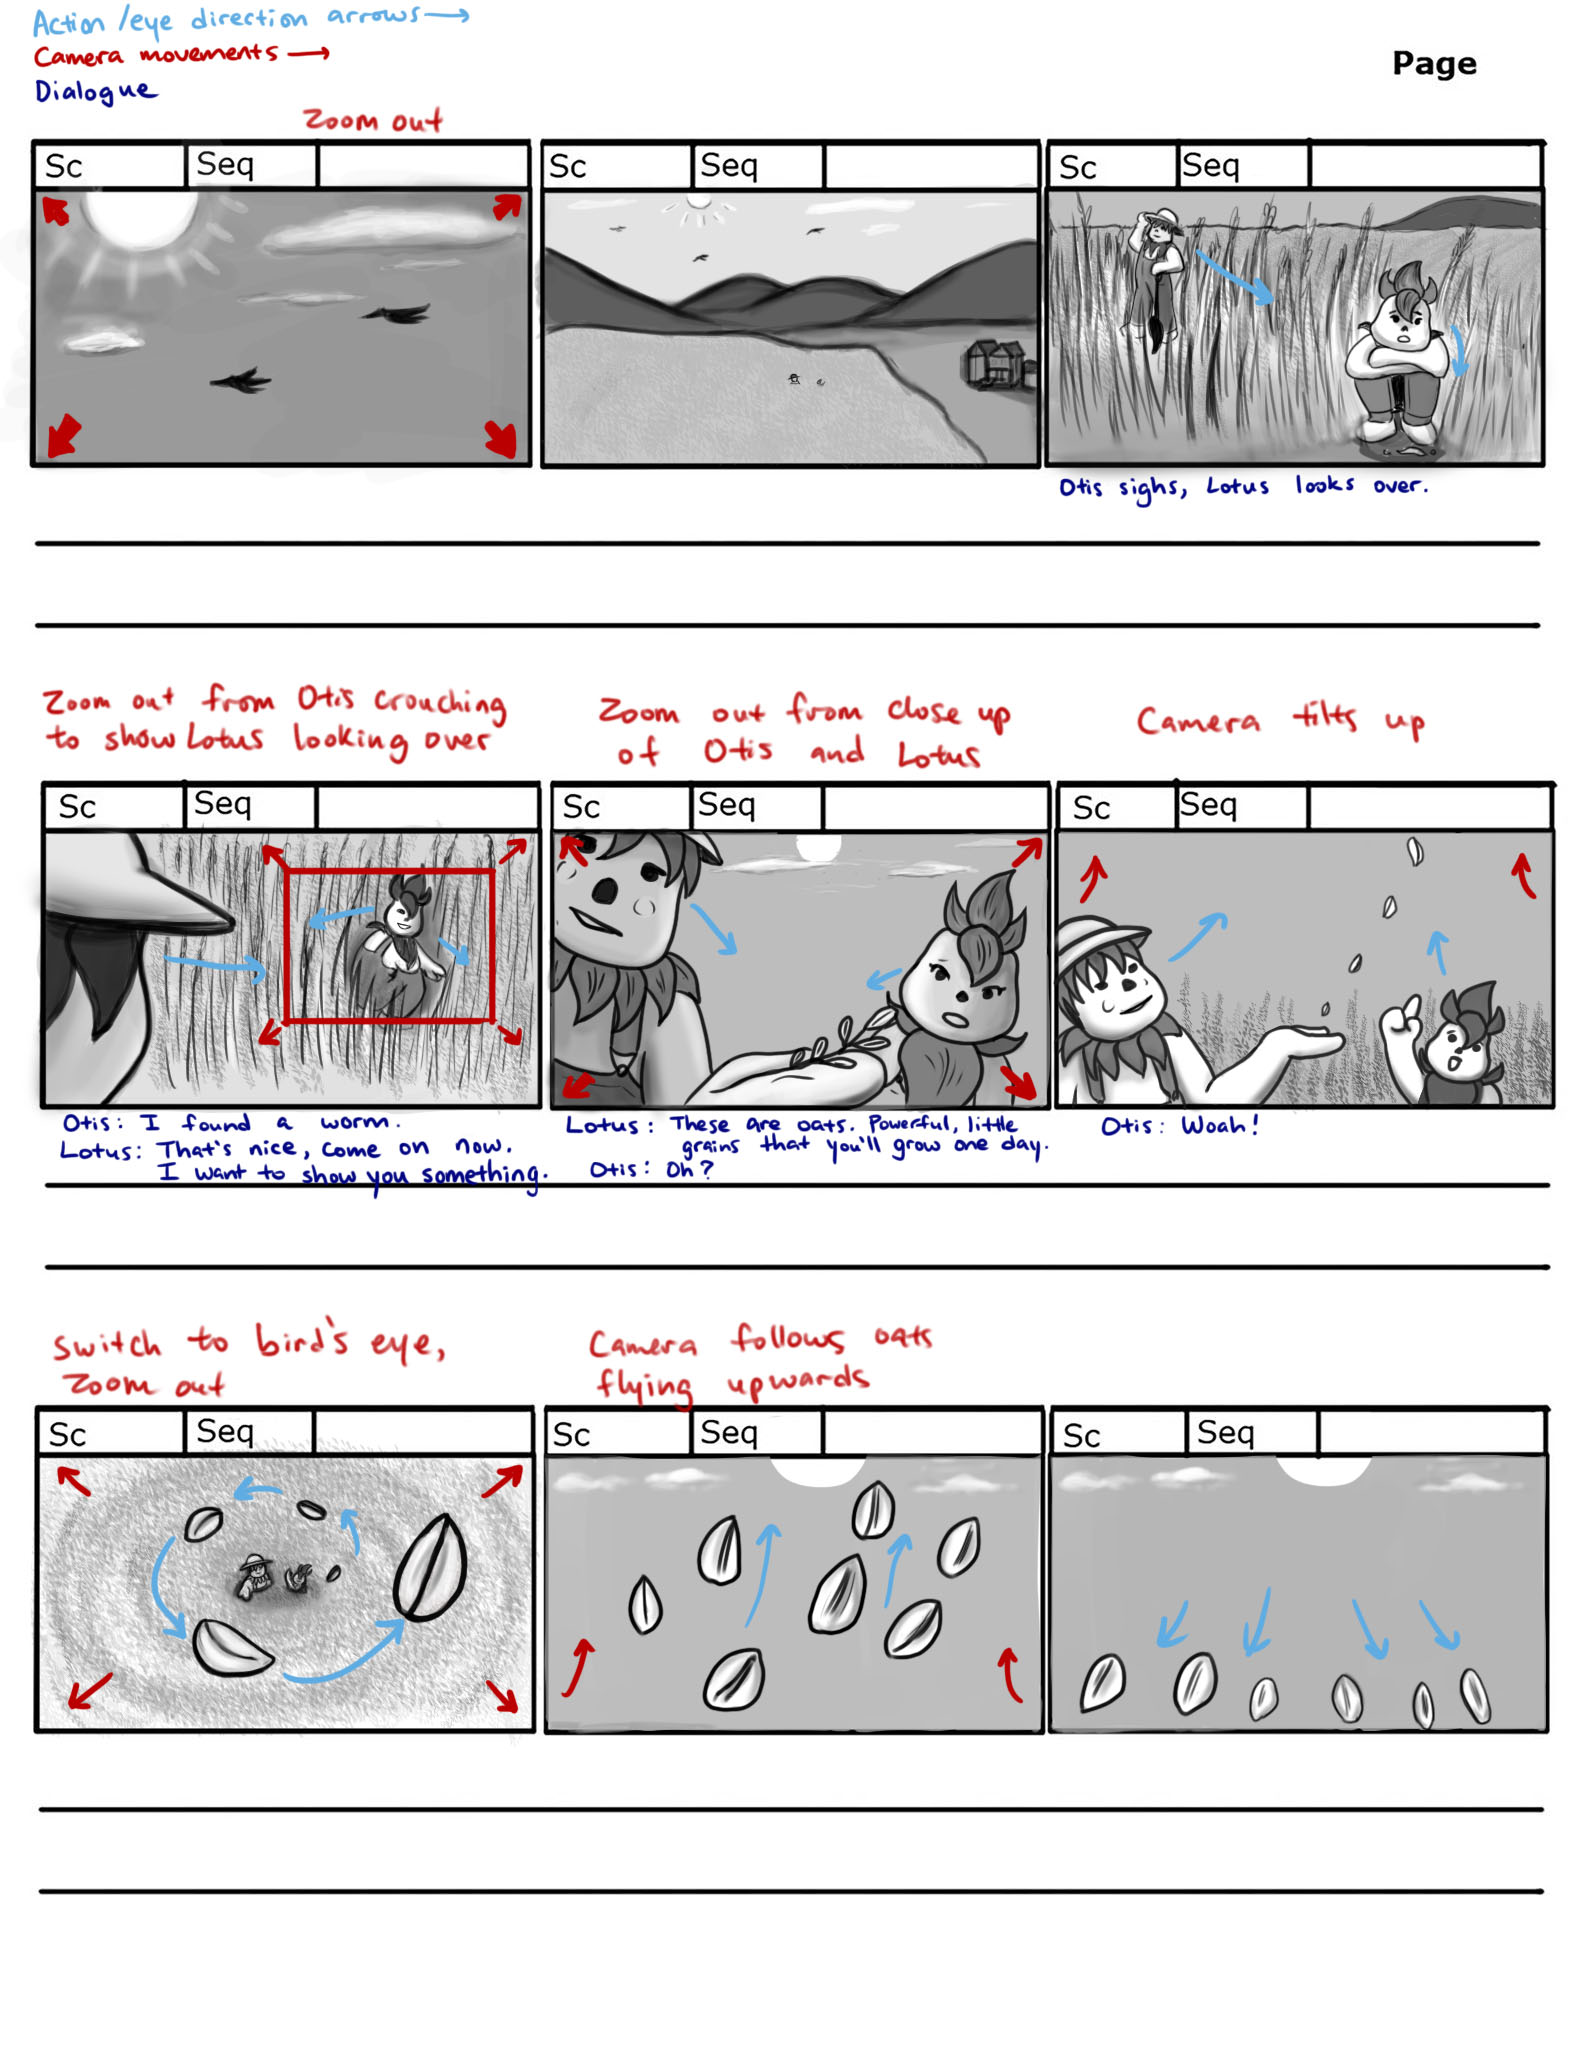 Action/eye direction arrows
Camera movements
Dialogue
Page
Zoom out
Sc Seq
Sc Seq
Sc Seq
Otis sighs, Lotus looks over.
Zoom out from Otis crouching
to show Lotus looking over
Zoom out from close up
of Otis and Lotus
Camera tilts up
Sc Seq
Sc Seq
Sc Seq
Otis: I found a worm.
Lotus: That's nice, come on now.
I want to show you something.
Lotus: These are oats. Powerful, little
grains that you'll grow one day.
Otis: Oh?
Otis: Woah!
Switch to bird's eye,
Zoom out
Camera follows oats
flying upwards
Sc Seq
Sc Seq
Sc Seq